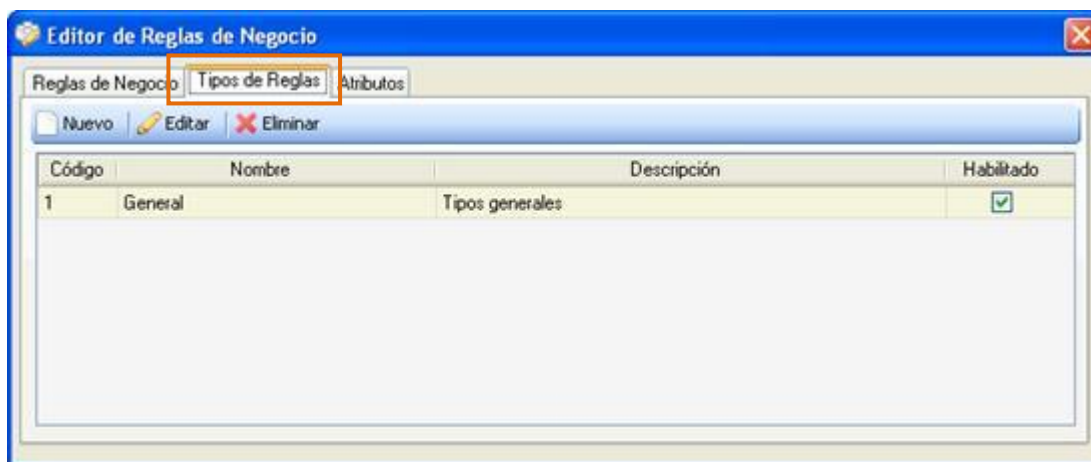 Editor de Reglas de Negocio
Reglas de Negocio Tipos de Reglas Atributos
Nuevo Editar Eliminar
Código Nombre Descripción Habilitado
1 General Tipos generales